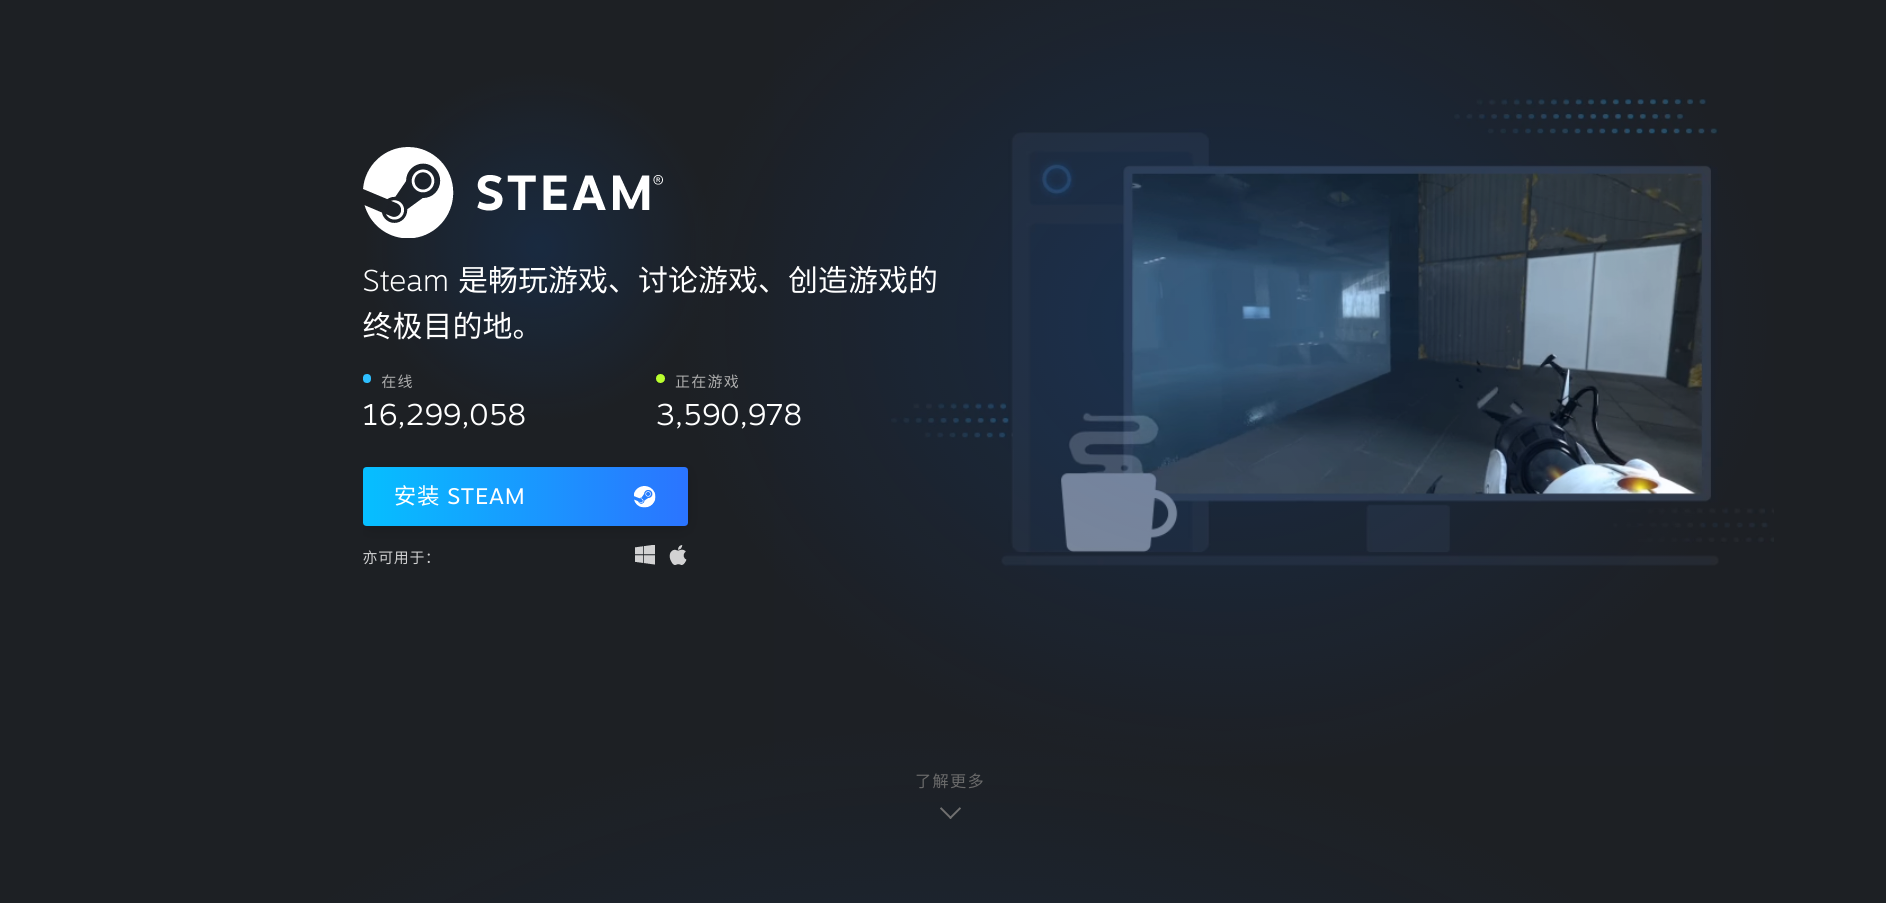 STEAM®
Steam 是畅玩游戏、讨论游戏、创造游戏的
终极目的地。
在线
16,299,058
正在游戏
3,590,978
安装 STEAM
亦可用于：
了解更多